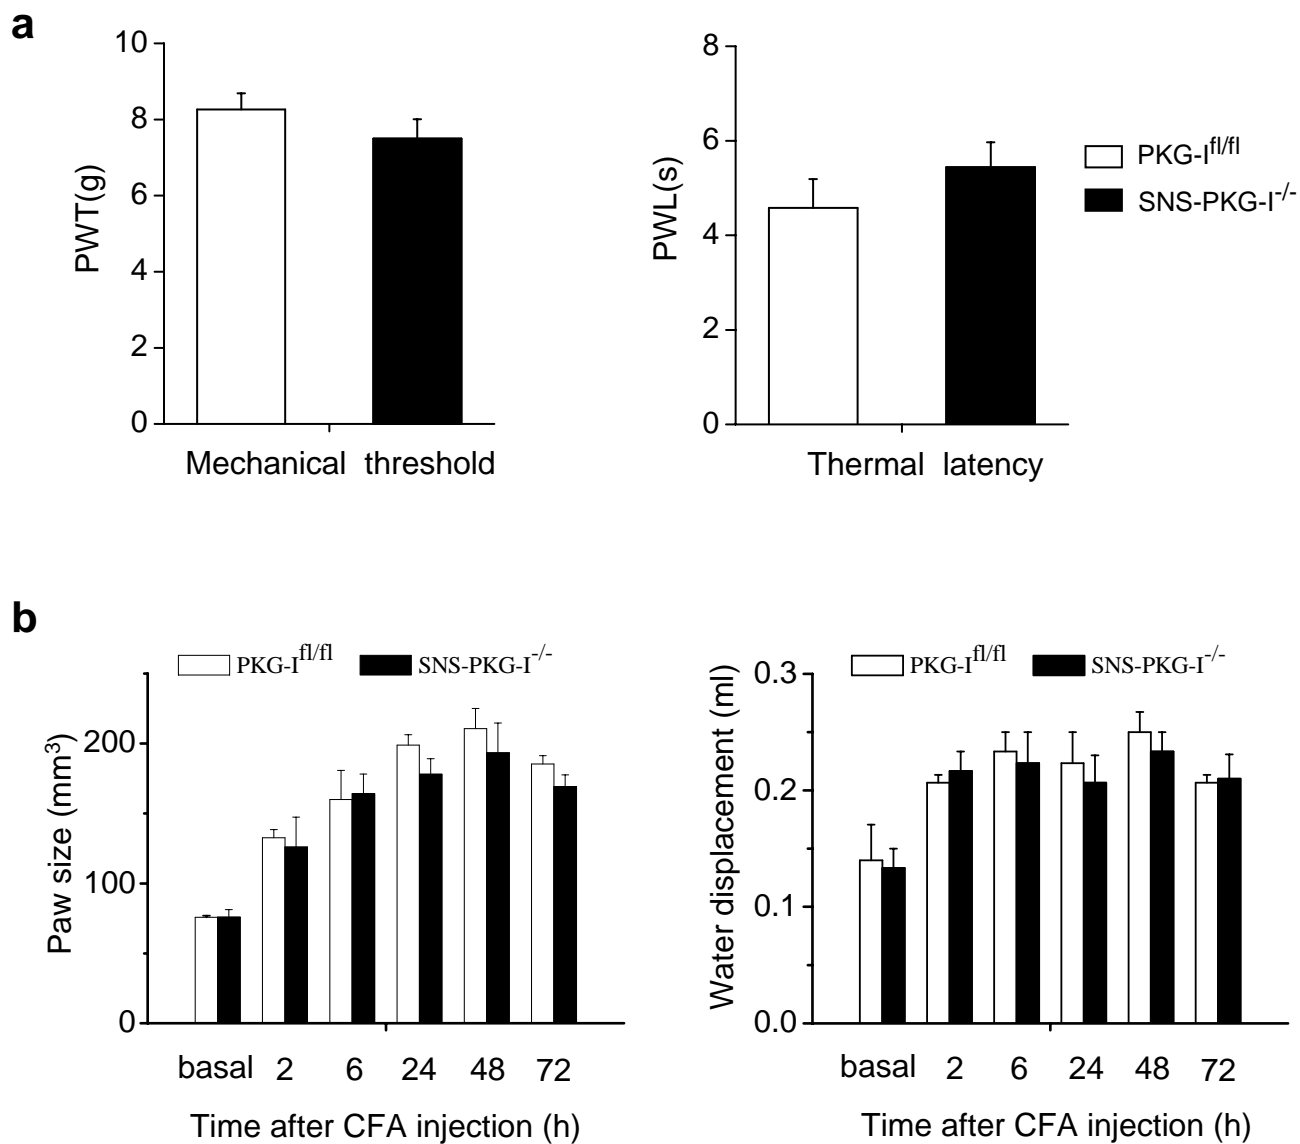 a
10
8
6
4
2
0
PWT(g)
Mechanical threshold
8
6
4
2
0
PWL(s)
Thermal latency
PKG-I^fl/fl
SNS-PKG-I^-/-
b
PKG-I^fl/fl SNS-PKG-I^-/-
200
100
0
Paw size (mm³)
basal 2 6 24 48 72
Time after CFA injection (h)
PKG-I^fl/fl SNS-PKG-I^-/-
0.3
0.2
0.1
0.0
Water displacement (ml)
basal 2 6 24 48 72
Time after CFA injection (h)